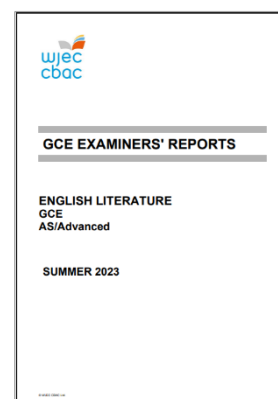 wjec
cbac
GCE EXAMINERS' REPORTS
ENGLISH LITERATURE
GCE
AS/Advanced
SUMMER 2023